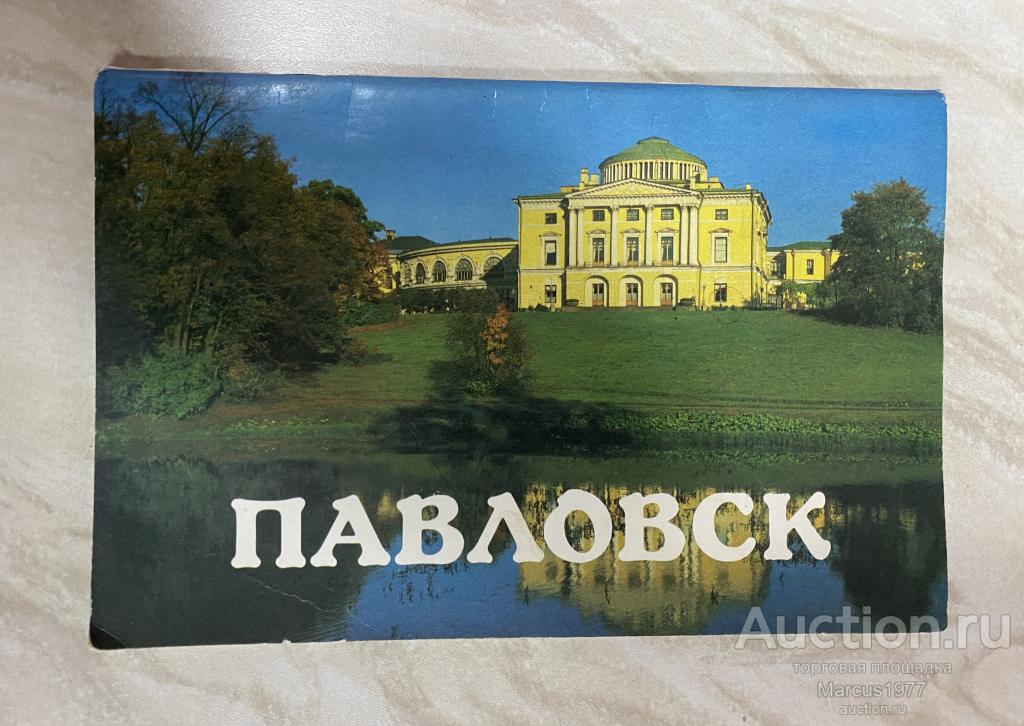 ПАВЛОВСК
Auction.ru
торговая площадка
Marcus1977
auction.ru